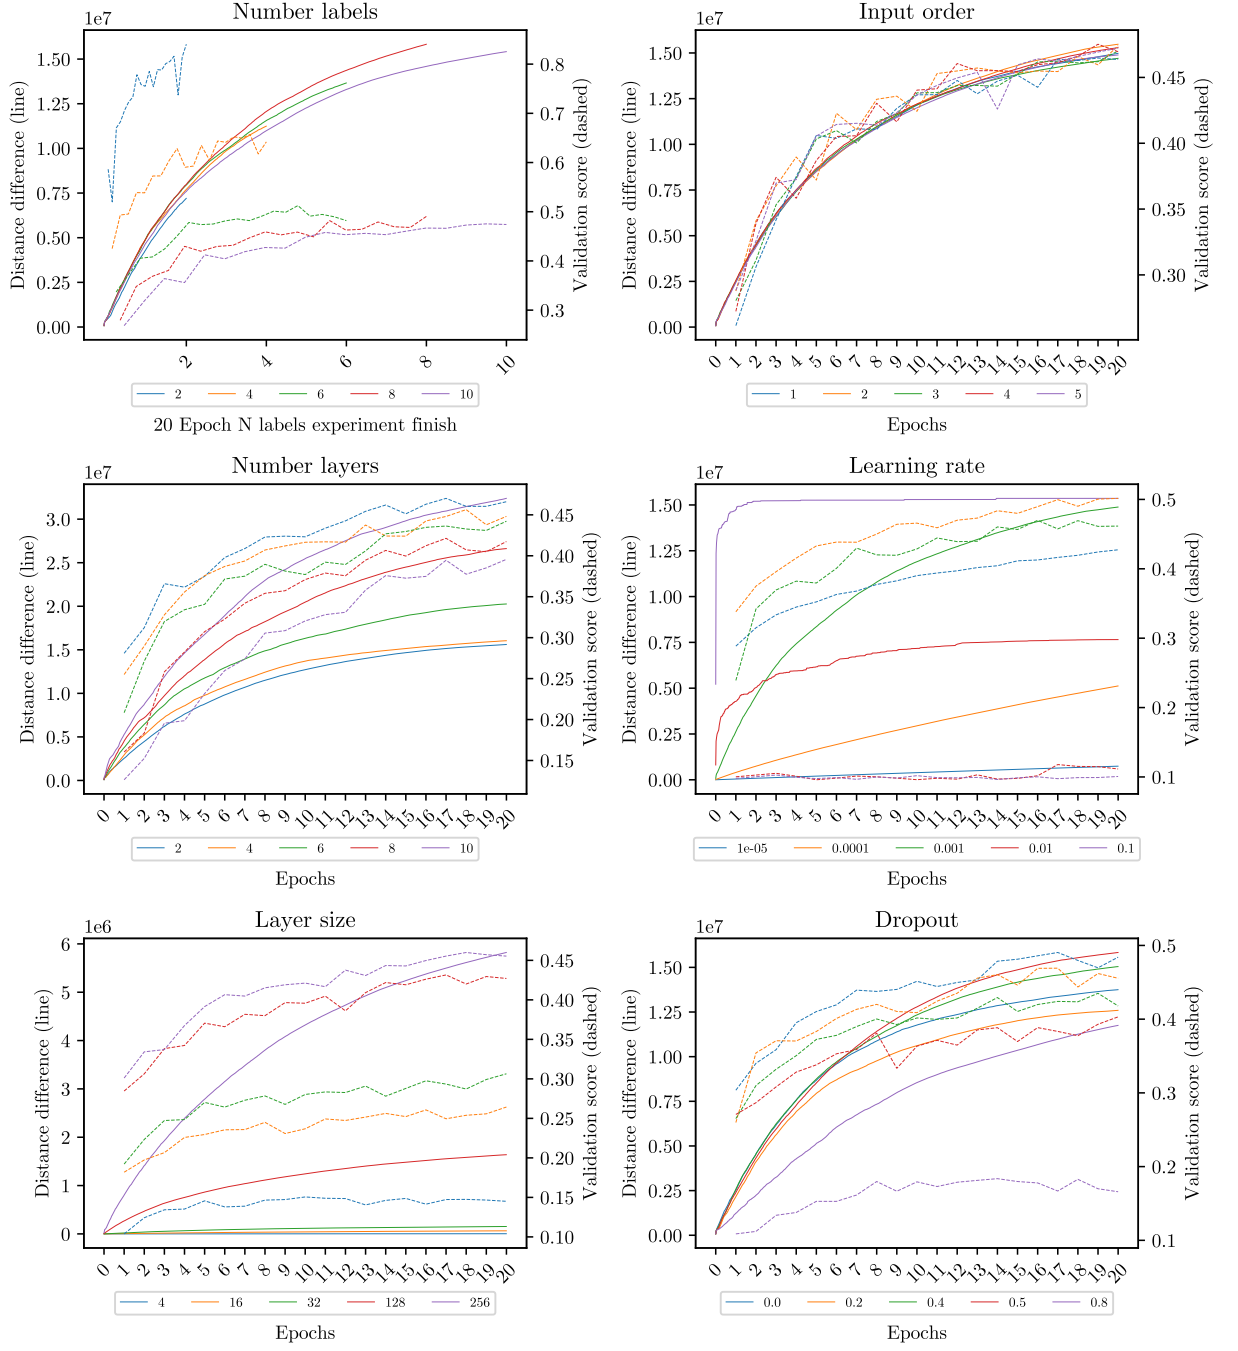 Number labels
1e7
Distance difference (line)
15.0
12.5
10.0
7.5
5.0
2.5
0.0
Validation score (dashed)
0.8
0.7
0.6
0.5
0.4
0.3
2 4 6 8 10
2 4 6 8 10
20 Epoch N labels experiment finish
Input order
1e7
Distance difference (line)
1.50
1.25
1.00
0.75
0.50
0.25
0.00
Validation score (dashed)
0.45
0.40
0.35
0.30
0 1 2 3 4 5 6 7 8 9 10 11 12 13 14 15 16 17 18 19 20
1 2 3 4 5
Epochs
Number layers
1e7
Distance difference (line)
3.0
2.5
2.0
1.5
1.0
0.5
0.0
Validation score (dashed)
0.45
0.40
0.35
0.30
0.25
0.20
0.15
0 1 2 3 4 5 6 7 8 9 10 11 12 13 14 15 16 17 18 19 20
2 4 6 8 10
Epochs
Learning rate
1e7
Distance difference (line)
1.50
1.25
1.00
0.75
0.50
0.25
0.00
Validation score (dashed)
0.5
0.4
0.3
0.2
0.1
0 1 2 3 4 5 6 7 8 9 10 11 12 13 14 15 16 17 18 19 20
1e-05 0.0001 0.001 0.01 0.1
Epochs
Layer size
1e6
Distance difference (line)
6
5
4
3
2
1
0
Validation score (dashed)
0.45
0.40
0.35
0.30
0.25
0.20
0.15
0.10
0 1 2 3 4 5 6 7 8 9 10 11 12 13 14 15 16 17 18 19 20
4 16 32 128 256
Epochs
Dropout
1e7
Distance difference (line)
1.50
1.25
1.00
0.75
0.50
0.25
0.00
Validation score (dashed)
0.5
0.4
0.3
0.2
0.1
0 1 2 3 4 5 6 7 8 9 10 11 12 13 14 15 16 17 18 19 20
0.0 0.2 0.4 0.5 0.8
Epochs